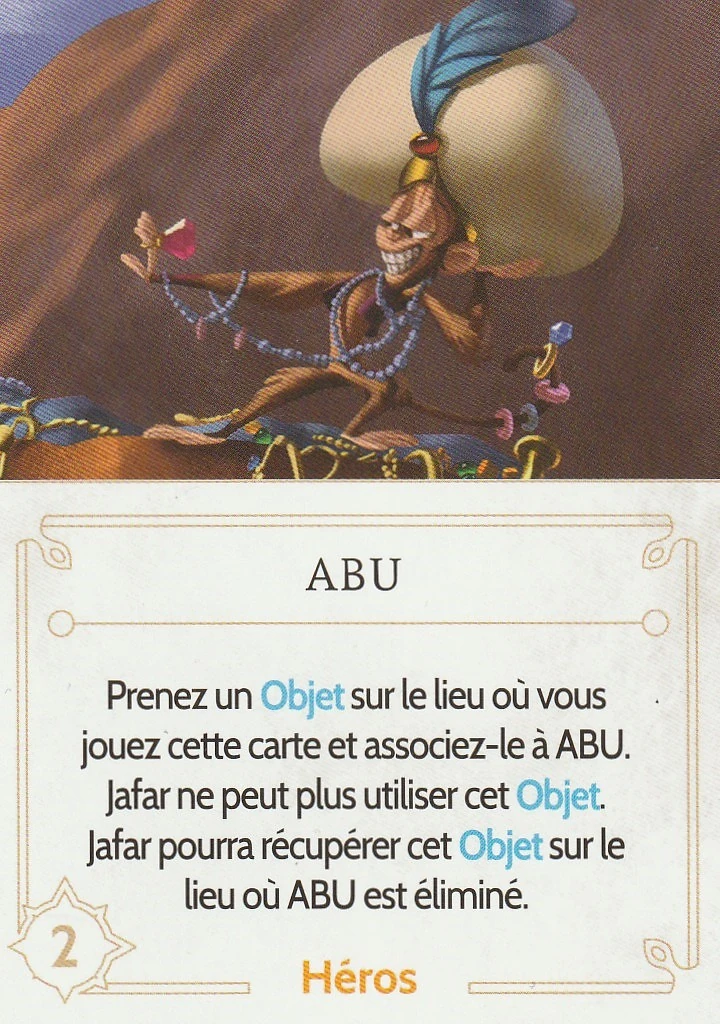 ABU
Prenez un Objet sur le lieu où vous
jouez cette carte et associez-le à ABU.
Jafar ne peut plus utiliser cet Objet.
Jafar pourra récupérer cet Objet sur le
lieu où ABU est éliminé.
2
Héros